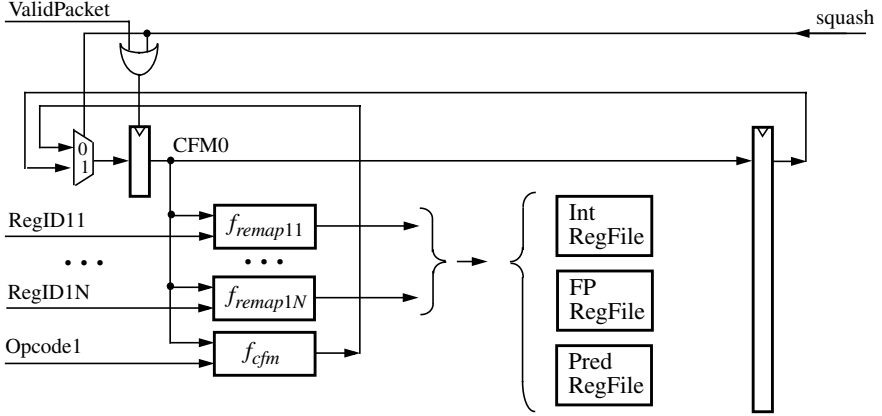 ValidPacket
squash
0
1
CFM0
RegID11
f_remap11
• • •
• • •
RegID1N
f_remap1N
Opcode1
f_cfm
Int
RegFile
FP
RegFile
Pred
RegFile